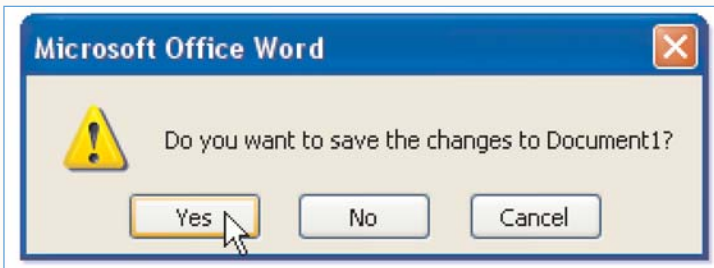 Microsoft Office Word
Do you want to save the changes to Document1?
Yes No Cancel